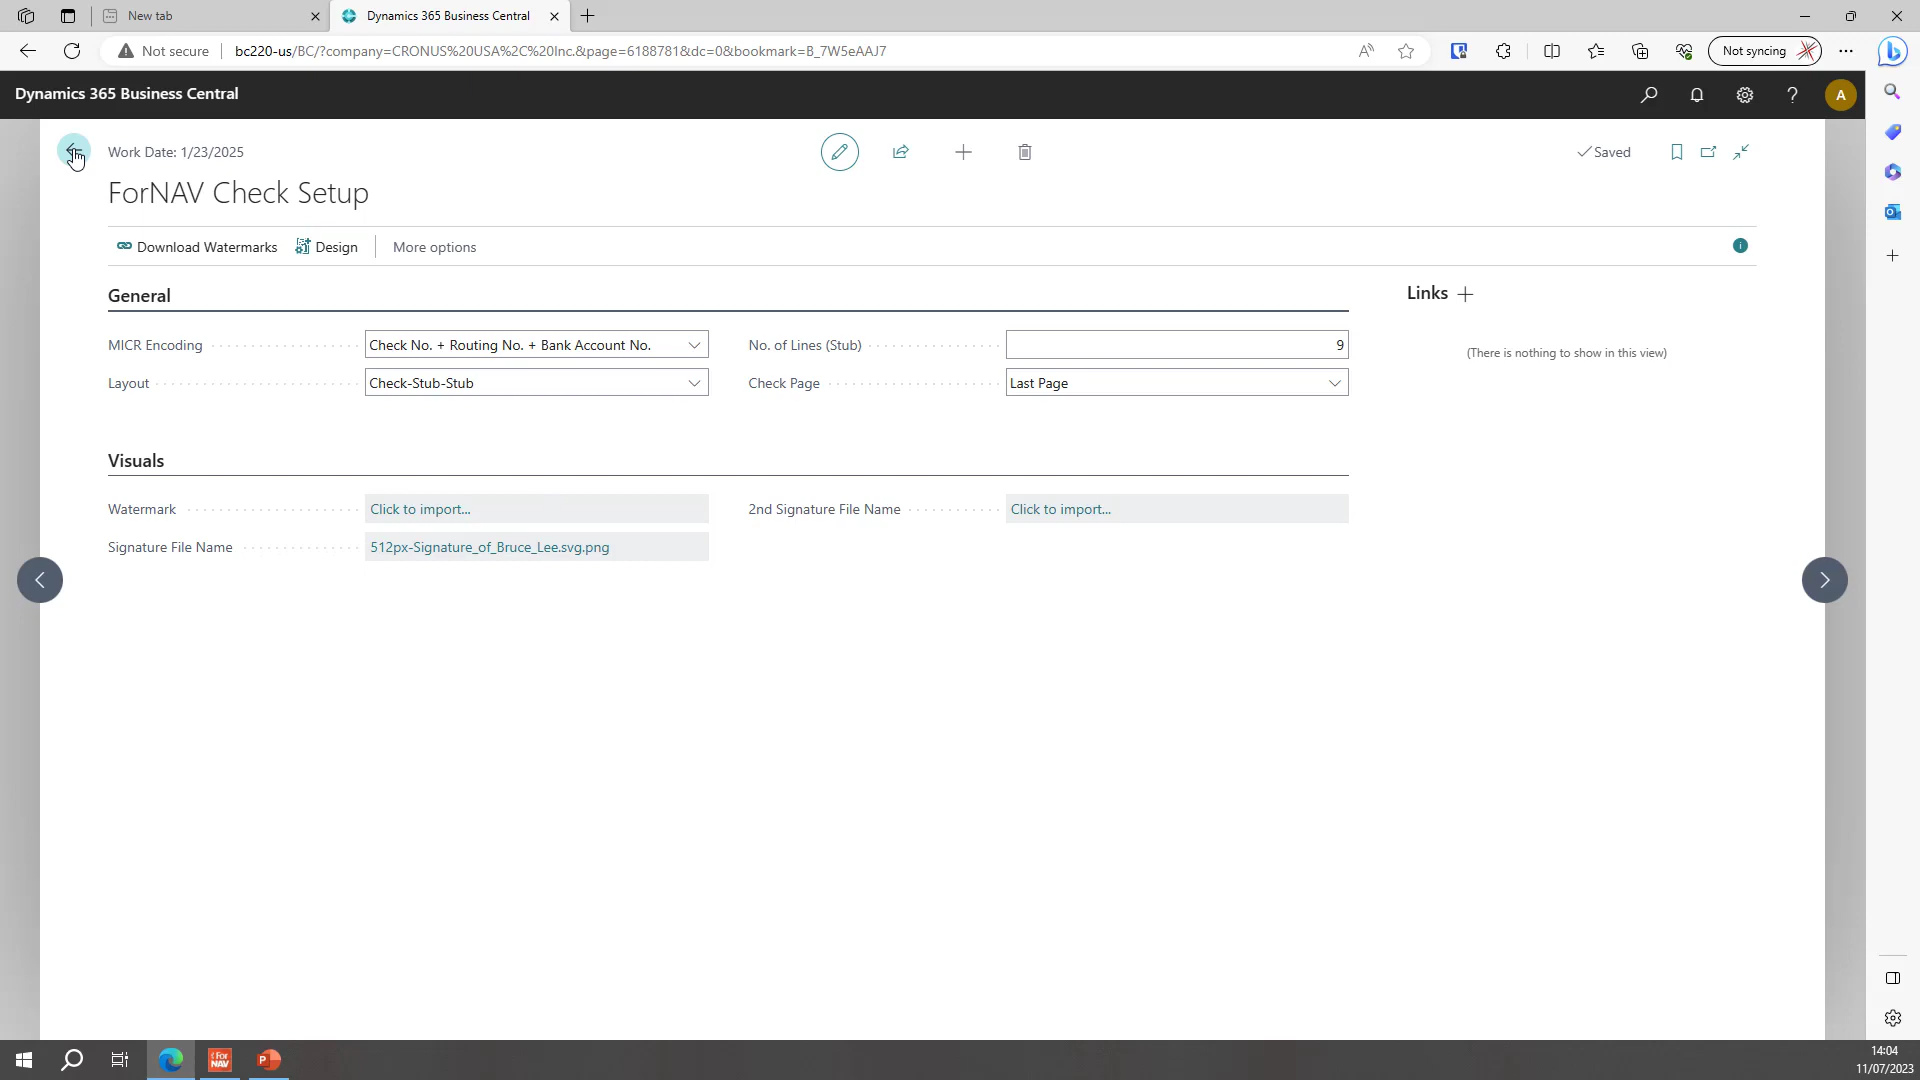 New tab
Dynamics 365 Business Central
Not secure
bc220-us/BC/?company=CRONUS%20USA%2C%20Inc.&page=6188781&dc=0&bookmark=B_7W5eAAJ7
Not syncing
Dynamics 365 Business Central
A
Work Date: 1/23/2025
Saved
ForNAV Check Setup
Download Watermarks
Design
More options
General
Links
MICR Encoding
Check No. + Routing No. + Bank Account No.
No. of Lines (Stub)
9
(There is nothing to show in this view)
Layout
Check-Stub-Stub
Check Page
Last Page
Visuals
Watermark
Click to import...
2nd Signature File Name
Click to import...
Signature File Name
512px-Signature_of_Bruce_Lee.svg.png
For
NAV
P
14:04
11/07/2023